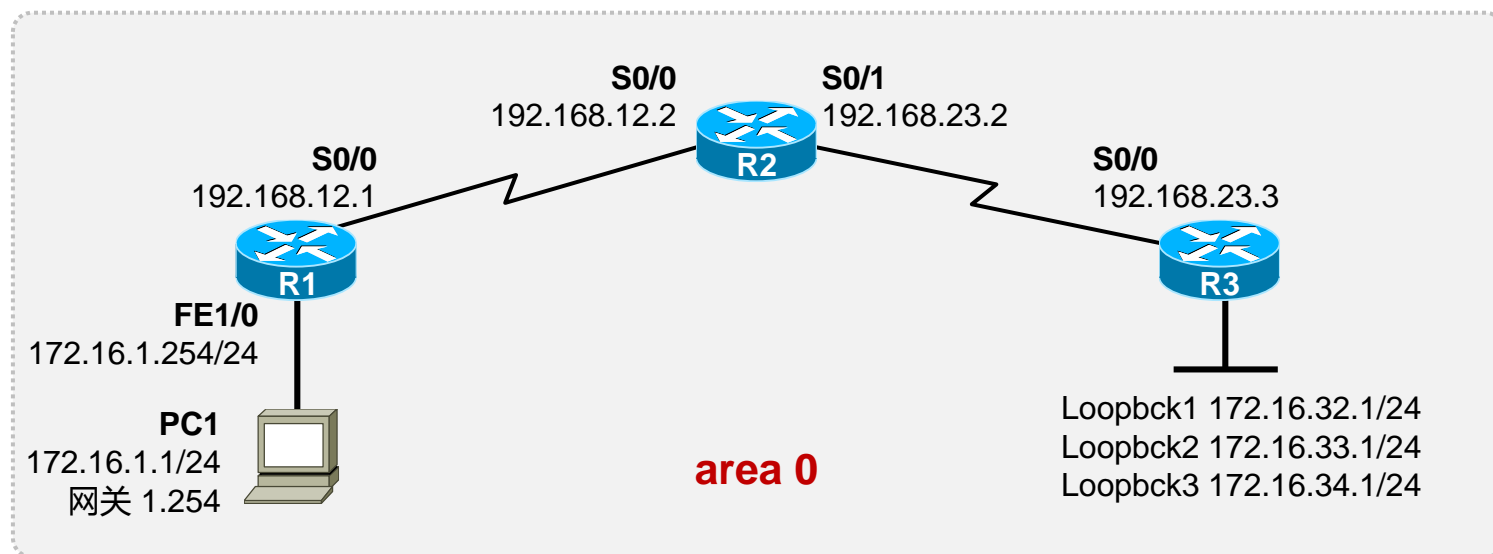 S0/0
192.168.12.2
S0/1
192.168.23.2
R2
S0/0
192.168.12.1
R1
S0/0
192.168.23.3
R3
FE1/0
172.16.1.254/24
PC1
172.16.1.1/24
网关 1.254
area 0
Loopbck1 172.16.32.1/24
Loopbck2 172.16.33.1/24
Loopbck3 172.16.34.1/24